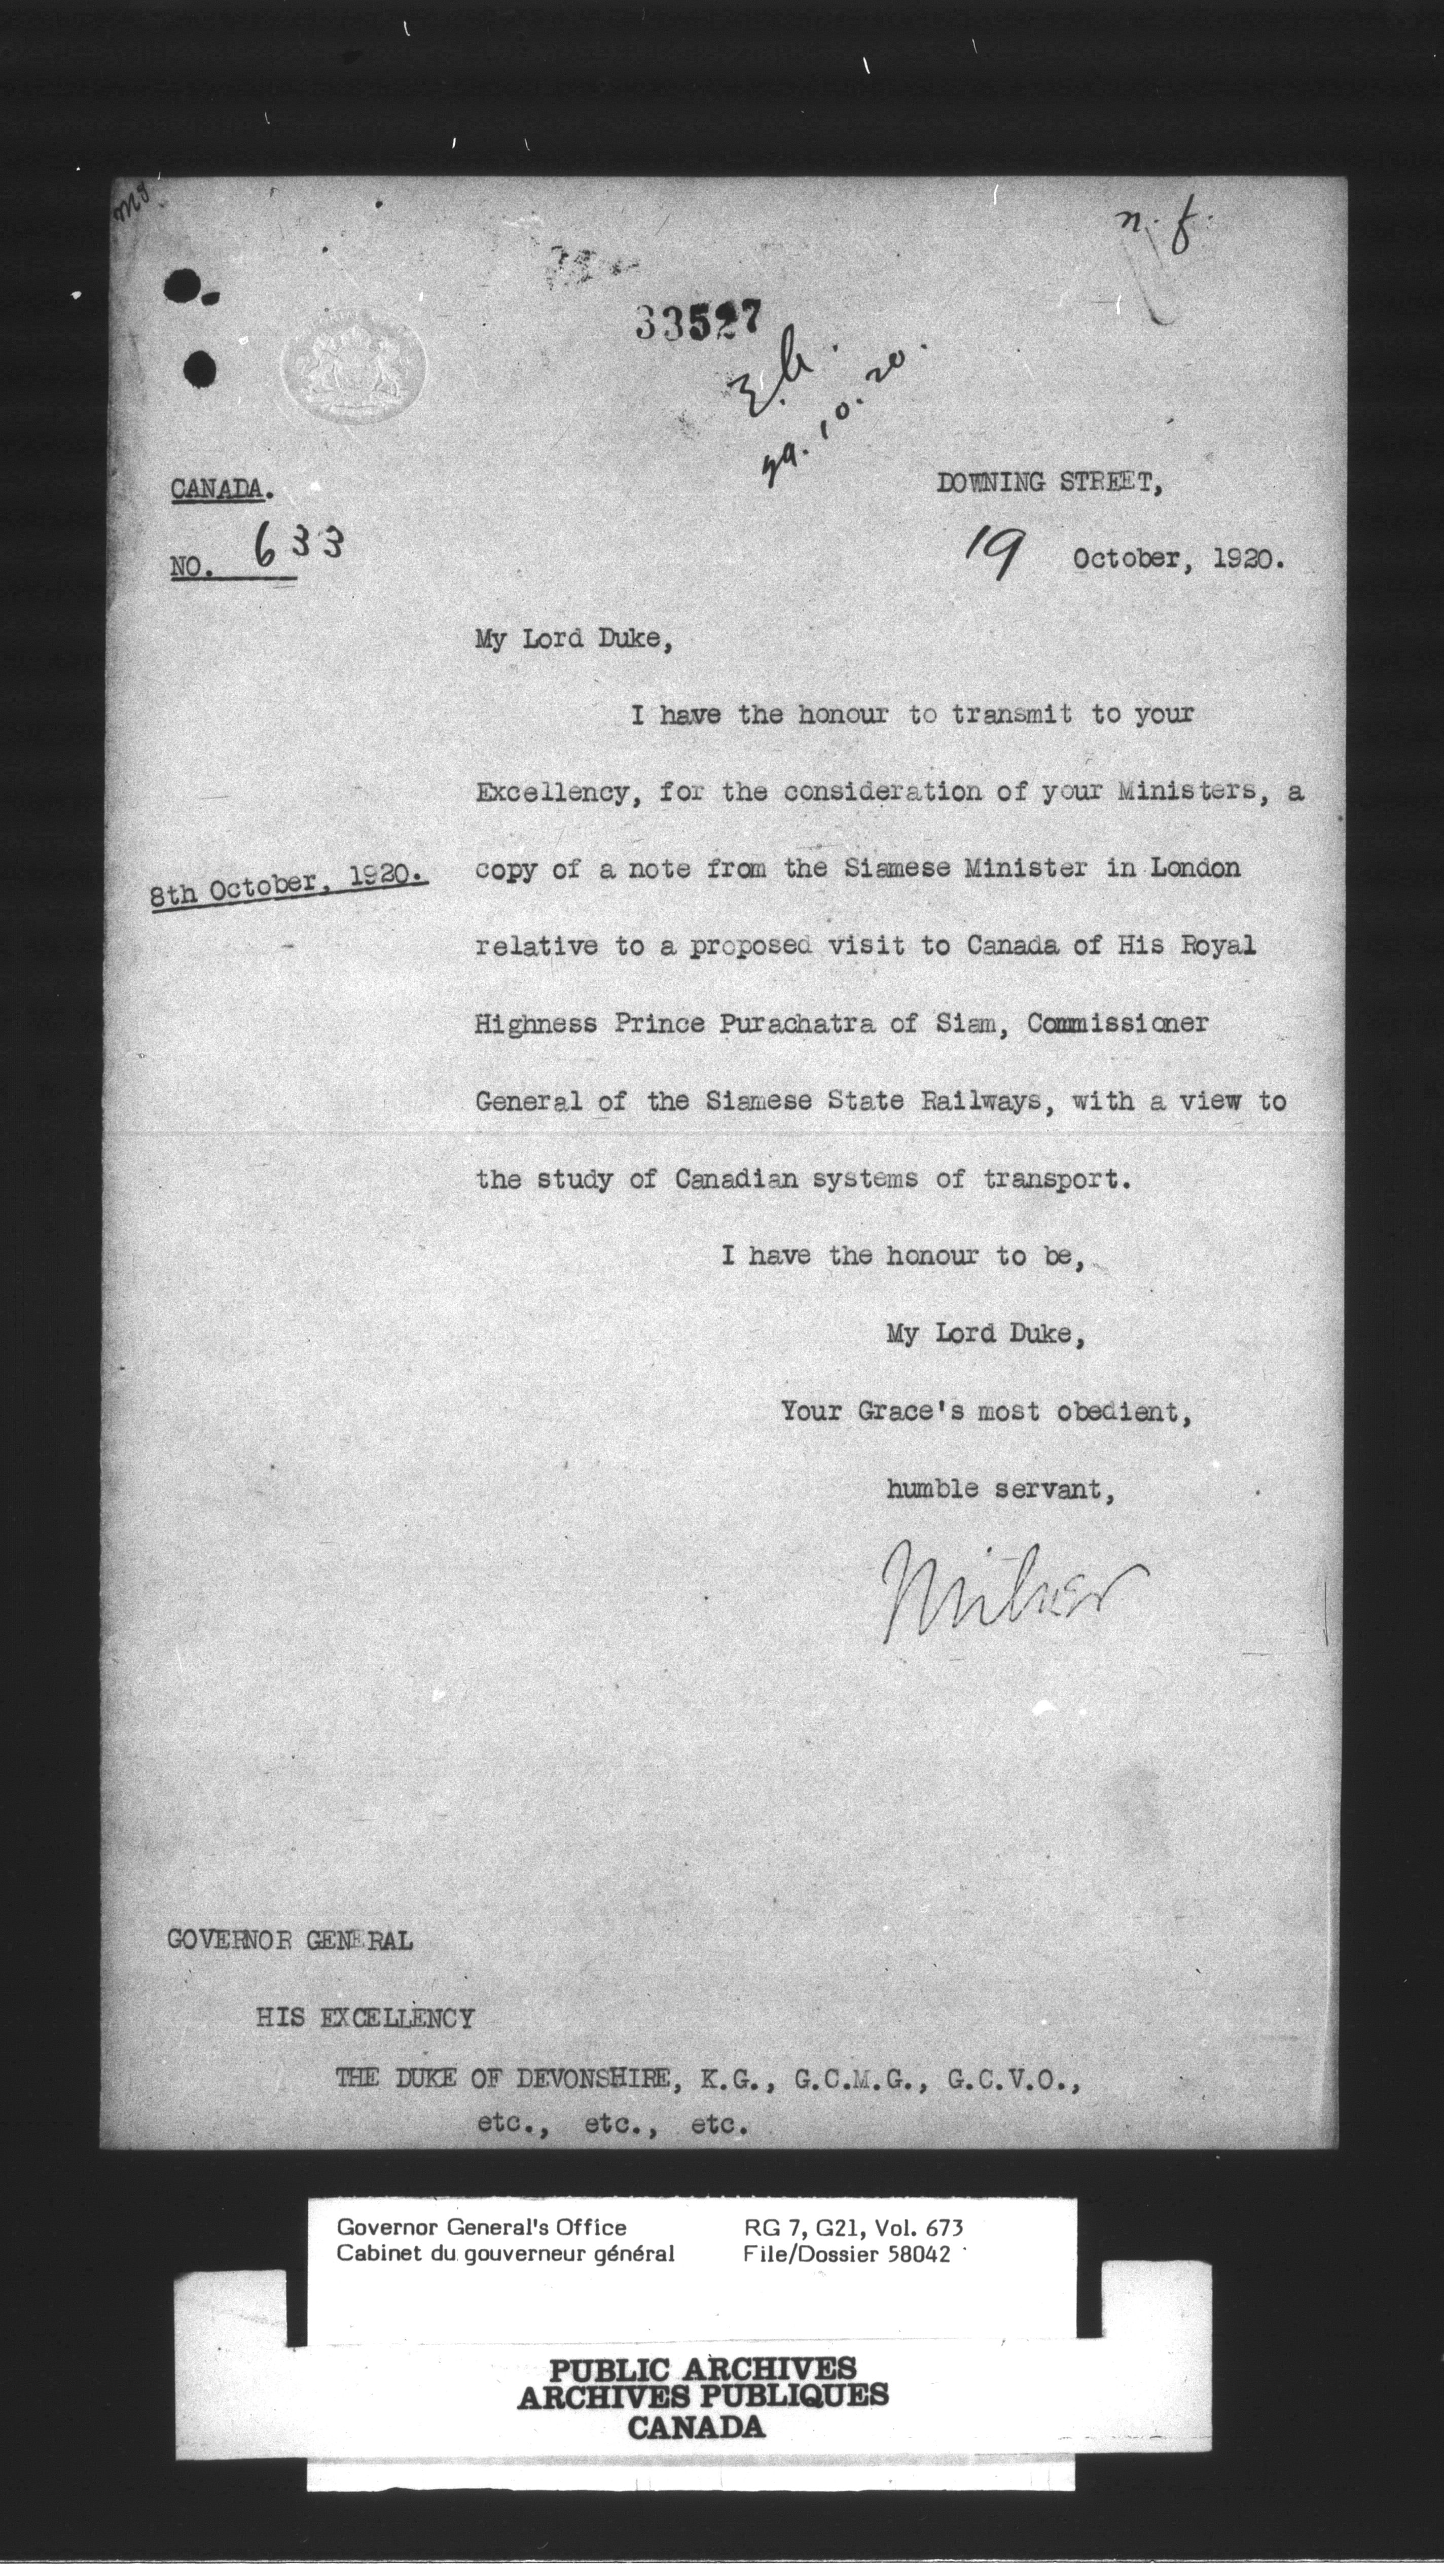 n. f.
33527
CANADA.
DOWNING STREET,
NO. 633
19 October, 1920.
My Lord Duke,
I have the honour to transmit to your
Excellency, for the consideration of your Ministers, a
8th October, 1920.
copy of a note from the Siamese Minister in London
relative to a proposed visit to Canada of His Royal
Highness Prince Purachatra of Siam, Commissioner
General of the Siamese State Railways, with a view to
the study of Canadian systems of transport.
I have the honour to be,
My Lord Duke,
Your Grace's most obedient,
humble servant,
Milner
GOVERNOR GENERAL
HIS EXCELLENCY
THE DUKE OF DEVONSHIRE, K.G., G.C.M.G., G.C.V.O.,
etc., etc., etc.
Governor General's Office
Cabinet du gouverneur général
RG 7, G21, Vol. 673
File/Dossier 58042
PUBLIC ARCHIVES
ARCHIVES PUBLIQUES
CANADA